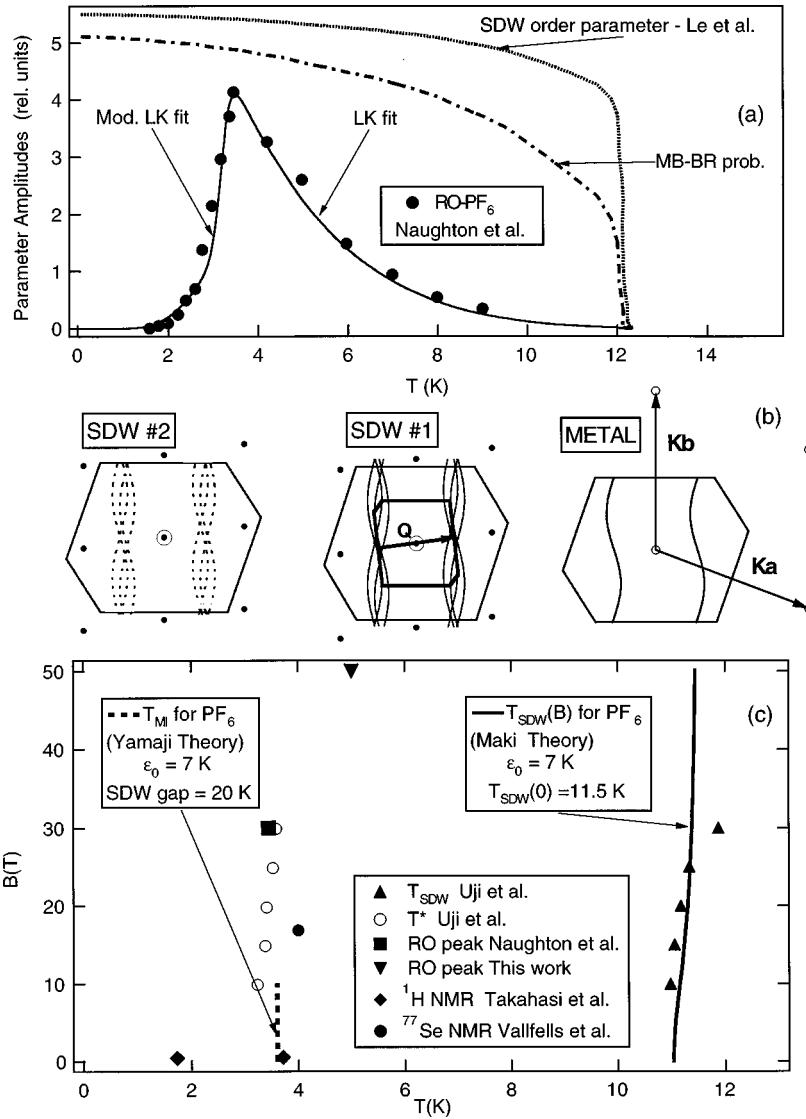 (a)
Parameter Amplitudes (rel. units)
5
4
3
2
1
0
SDW order parameter - Le et al.
Mod. LK fit
LK fit
MB-BR prob.
RO-PF6
Naughton et al.
0
2
4
6
8
10
12
14
T (K)
(b)
SDW #2
SDW #1
METAL
Q
Kb
Ka
(c)
B(T)
50
40
30
20
10
0
TMI for PF6
(Yamaji Theory)
ε0 = 7 K
SDW gap = 20 K
TSDW(B) for PF6
(Maki Theory)
ε0 = 7 K
TSDW(0) =11.5 K
TSDW Uji et al.
T* Uji et al.
RO peak Naughton et al.
RO peak This work
1H NMR Takahasi et al.
77Se NMR Vallfells et al.
0
2
4
6
8
10
12
T(K)